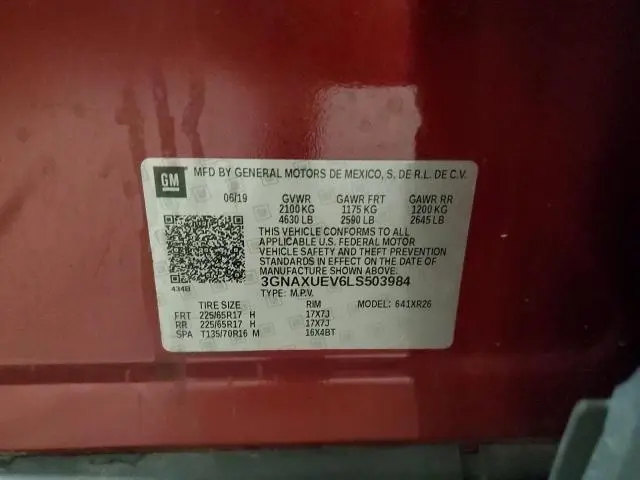 GM MFD BY GENERAL MOTORS DE MEXICO, S. DE R.L. DE C.V.
06/19 GVWR GAWR FRT GAWR RR
2100 KG 1175 KG 1200 KG
4630 LB 2590 LB 2645 LB
THIS VEHICLE CONFORMS TO ALL
APPLICABLE U.S. FEDERAL MOTOR
VEHICLE SAFETY AND THEFT PREVENTION
STANDARDS IN EFFECT ON THE DATE OF
MANUFACTURE SHOWN ABOVE.
3GNAXUEV6LS503984
434B TYPE: M.P.V.
TIRE SIZE RIM MODEL: 641XR26
FRT 225/65R17 H 17X7J
RR 225/65R17 H 17X7J
SPA T135/70R16 M 16X4BT